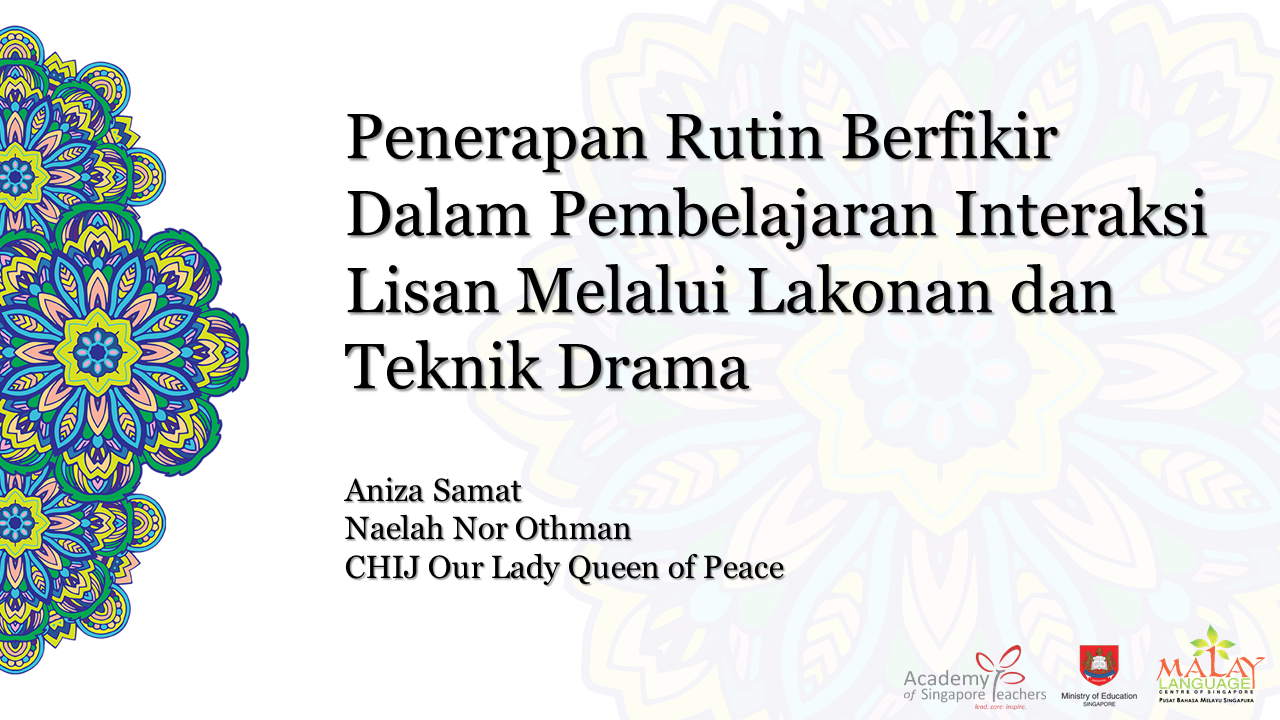 Penerapan Rutin Berfikir
Dalam Pembelajaran Interaksi
Lisan Melalui Lakonan dan
Teknik Drama
Aniza Samat
Naelah Nor Othman
CHIJ Our Lady Queen of Peace
Academy
of Singapore Teachers
lead. care. inspire.
Ministry of Education
SINGAPORE
MALAY
LANGUAGE
CENTRE OF SINGAPORE
PUSAT BAHASA MELAYU SINGAPURA